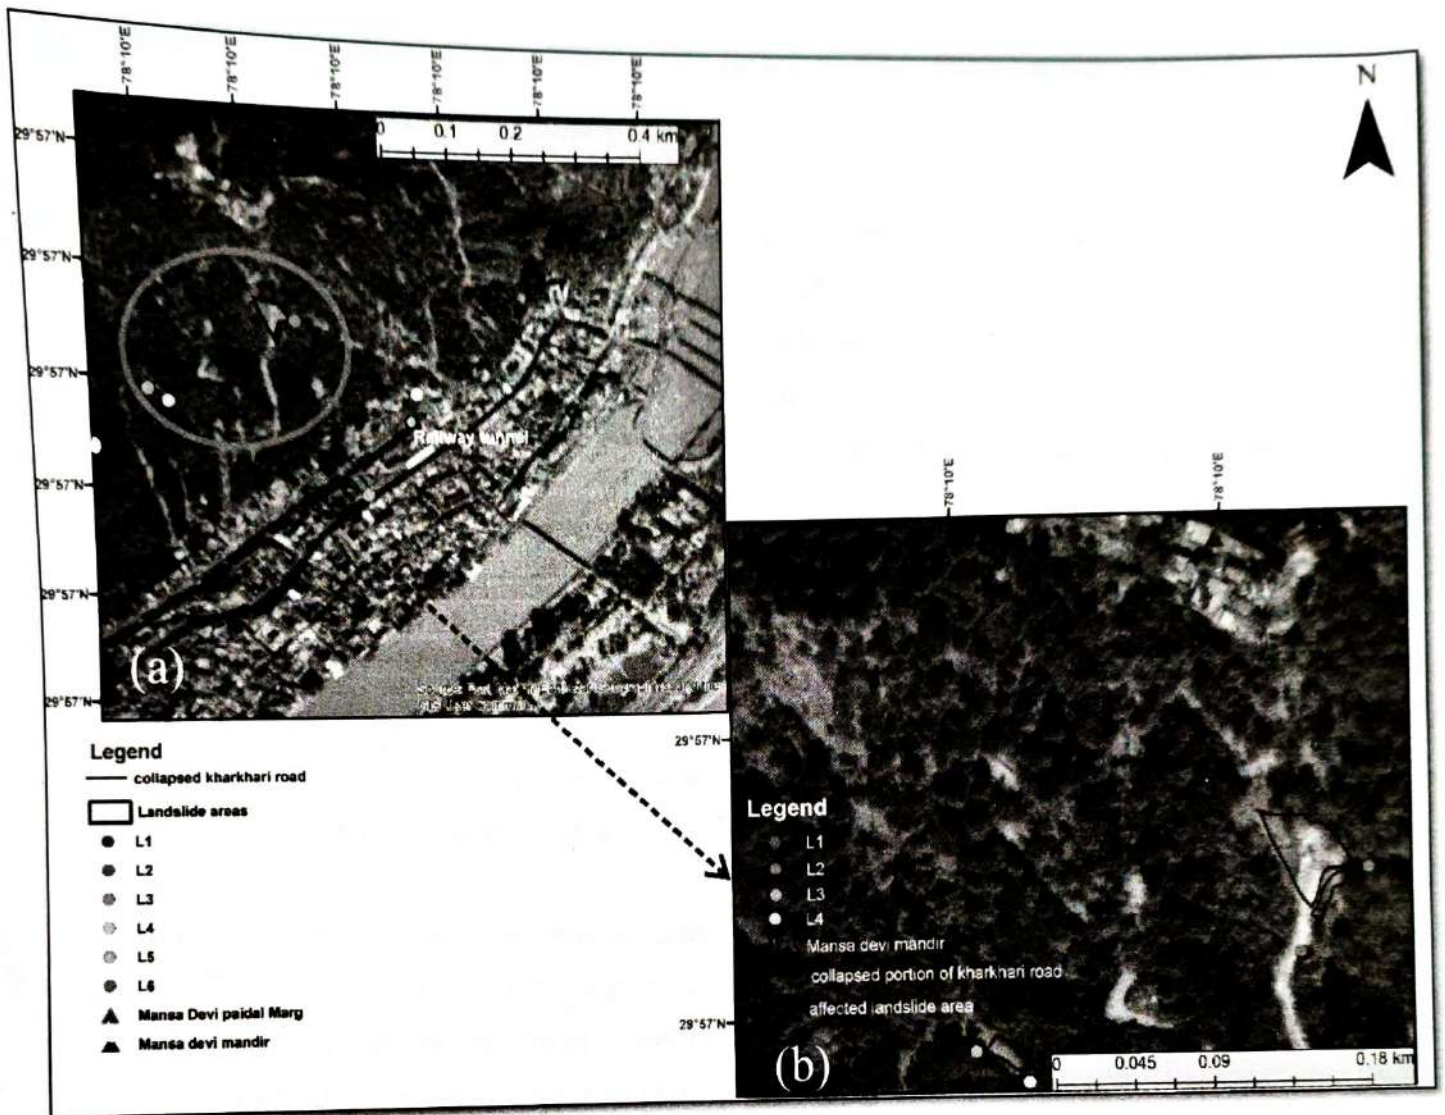 78°10'E 78°10'E 78°10'E 78°10'E 78°10'E 78°10'E
N
29°57'N
0 0.1 0.2 0.4 km
29°57'N
29°57'N
Railway tunnel
29°57'N
29°57'N
29°57'N
(a)
Legend
collapsed kharkhari road
Landslide areas
L1
L2
L3
L4
L5
L6
Mansa Devi paidal Marg
Mansa devi mandir
78°10'E 78°10'E
29°57'N
Legend
L1
L2
L3
L4
Mansa devi mandir
collapsed portion of kharkhari road
affected landslide area
29°57'N
(b)
0 0.045 0.09 0.18 km